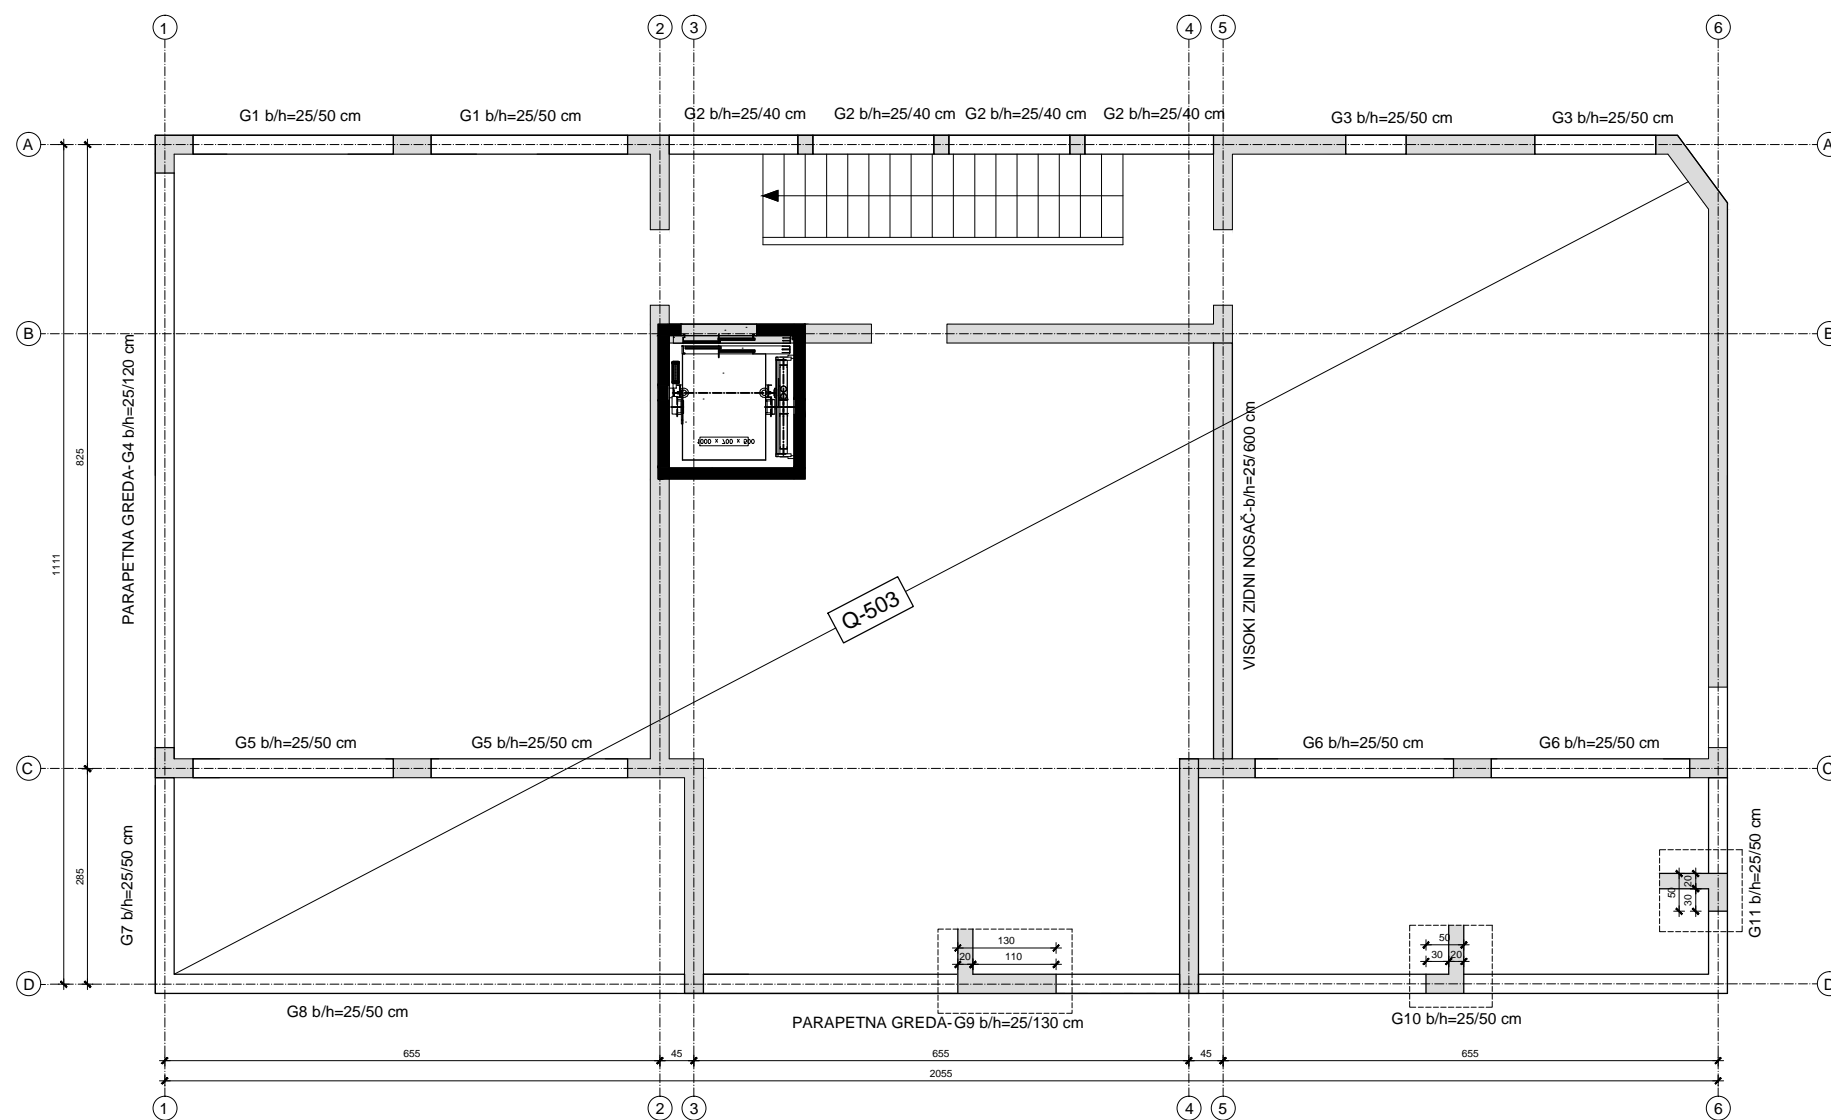 1 2 3 4 5 6
G1 b/h=25/50 cm
G1 b/h=25/50 cm
G2 b/h=25/40 cm
G2 b/h=25/40 cm
G2 b/h=25/40 cm
G2 b/h=25/40 cm
G3 b/h=25/50 cm
G3 b/h=25/50 cm
A
A
B
B
PARAPETNA GREDA-G4 b/h=25/120 cm
825
1111
VISOKI ZIDNI NOSAČ-b/h=25/600 cm
Q-503
G5 b/h=25/50 cm
G5 b/h=25/50 cm
G6 b/h=25/50 cm
G6 b/h=25/50 cm
C
C
285
G7 b/h=25/50 cm
G11 b/h=25/50 cm
50
20
30
130
20
110
50
30
20
D
D
G8 b/h=25/50 cm
PARAPETNA GREDA-G9 b/h=25/130 cm
G10 b/h=25/50 cm
655
45
655
45
655
2055
1 2 3 4 5 6